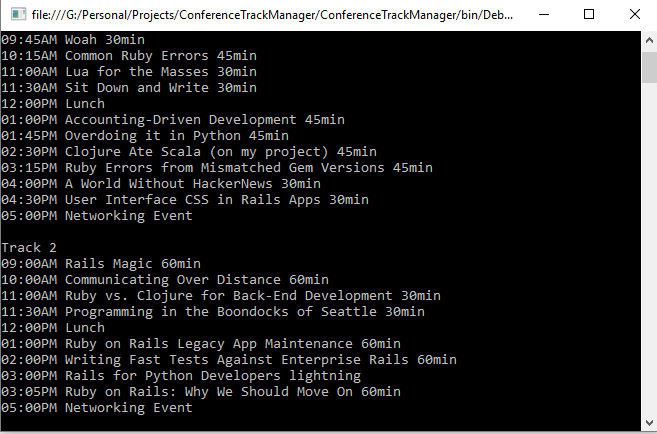 file:///G:/Personal/Projects/ConferenceTrackManager/ConferenceTrackManager/bin/Deb...
09:45AM Woah 30min
10:15AM Common Ruby Errors 45min
11:00AM Lua for the Masses 30min
11:30AM Sit Down and Write 30min
12:00PM Lunch
01:00PM Accounting-Driven Development 45min
01:45PM Overdoing it in Python 45min
02:30PM Clojure Ate Scala (on my project) 45min
03:15PM Ruby Errors from Mismatched Gem Versions 45min
04:00PM A World Without HackerNews 30min
04:30PM User Interface CSS in Rails Apps 30min
05:00PM Networking Event
Track 2
09:00AM Rails Magic 60min
10:00AM Communicating Over Distance 60min
11:00AM Ruby vs. Clojure for Back-End Development 30min
11:30AM Programming in the Boondocks of Seattle 30min
12:00PM Lunch
01:00PM Ruby on Rails Legacy App Maintenance 60min
02:00PM Writing Fast Tests Against Enterprise Rails 60min
03:00PM Rails for Python Developers lightning
03:05PM Ruby on Rails: Why We Should Move On 60min
05:00PM Networking Event